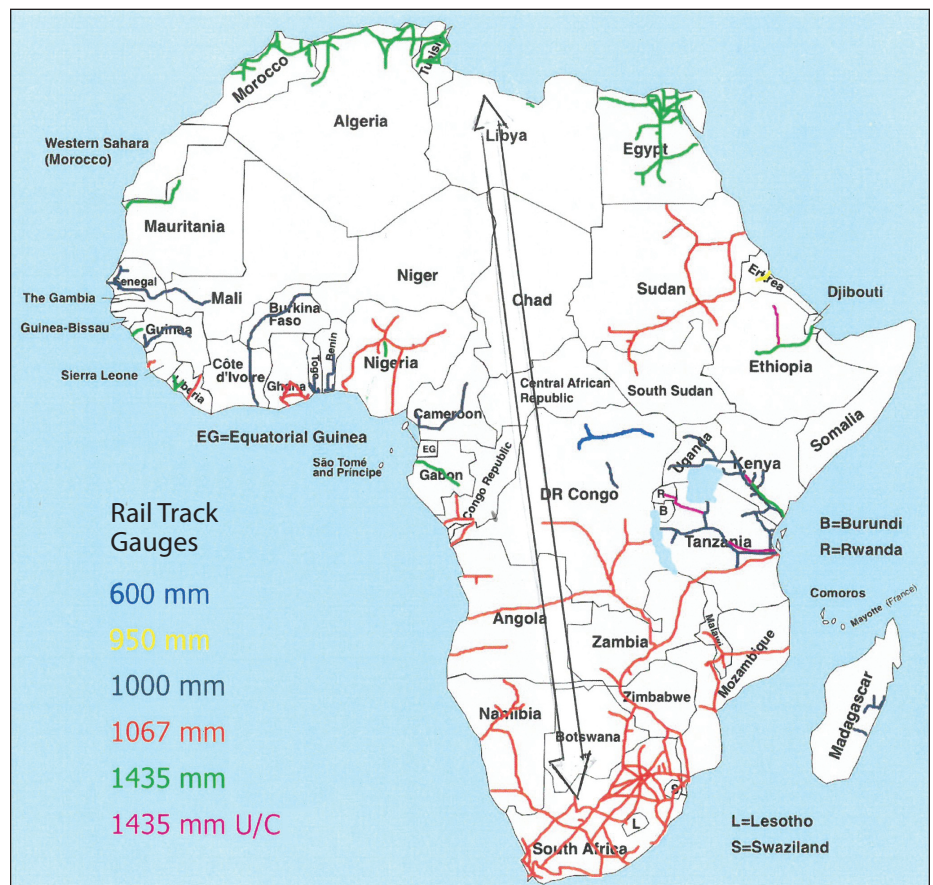 Tunisi
Morocco
Algeria
Libya
Egypt
Western Sahara
(Morocco)
Mauritania
Niger
Mali
Chad
Sudan
Eritrea
Djibouti
Senegal
The Gambia
Guinea-Bissau
Guinea
Burkina
Faso
Benin
Togo
Nigeria
Sierra Leone
Liberia
Côte
d'Ivoire
Ghana
Ethiopia
Central African
Republic
South Sudan
Somalia
Cameroon
EG=Equatorial Guinea
EG
São Tomé
and Príncipe
Gabon
Congo Republic
DR Congo
Uganda
Kenya
R
B
Tanzania
B=Burundi
R=Rwanda
Rail Track
Gauges
600 mm
950 mm
1000 mm
1067 mm
1435 mm
1435 mm U/C
Comoros
Mayotte (France)
Angola
Zambia
Malawi
Mozambique
Zimbabwe
Namibia
Botswana
Madagascar
S
L
South Africa
L=Lesotho
S=Swaziland